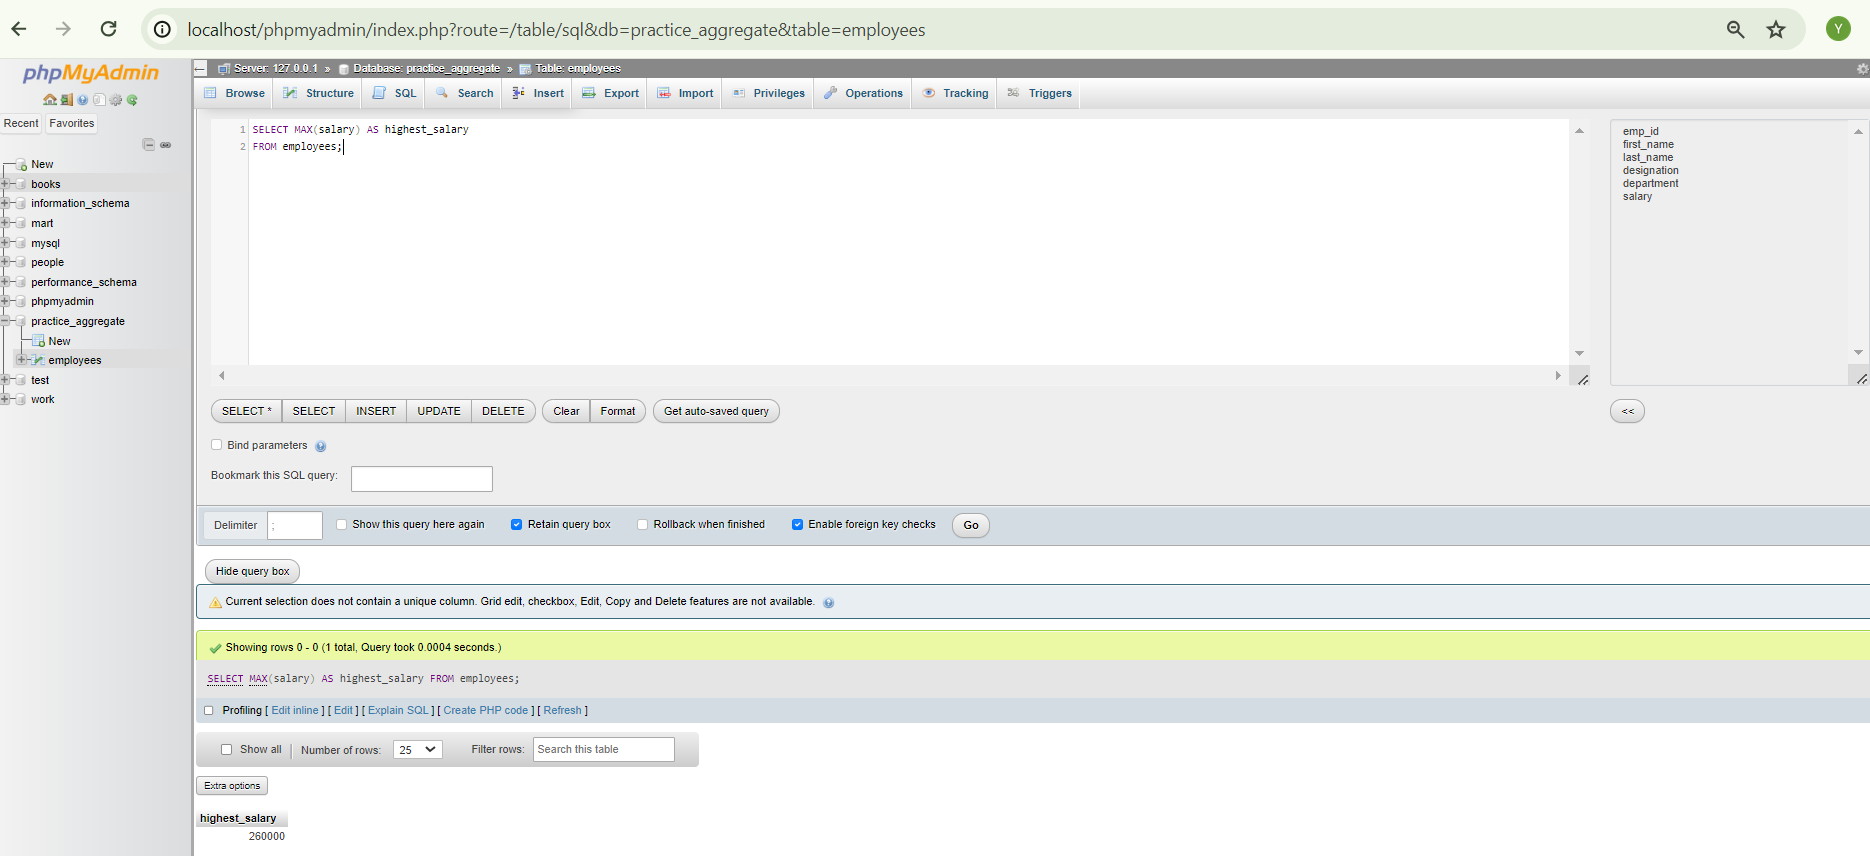 localhost/phpmyadmin/index.php?route=/table/sql&db=practice_aggregate&table=employees
Y
phpMyAdmin
Recent
Favorites
New
books
information_schema
mart
mysql
people
performance_schema
phpmyadmin
practice_aggregate
New
employees
test
work
Server: 127.0.0.1 » Database: practice_aggregate » Table: employees
Browse Structure SQL Search Insert Export Import Privileges Operations Tracking Triggers
1 SELECT MAX(salary) AS highest_salary
2 FROM employees;
emp_id
first_name
last_name
designation
department
salary
SELECT * SELECT INSERT UPDATE DELETE Clear Format Get auto-saved query
<<
Bind parameters
Bookmark this SQL query:
Delimiter ; Show this query here again Retain query box Rollback when finished Enable foreign key checks Go
Hide query box
Current selection does not contain a unique column. Grid edit, checkbox, Edit, Copy and Delete features are not available.
Showing rows 0 - 0 (1 total, Query took 0.0004 seconds.)
SELECT MAX(salary) AS highest_salary FROM employees;
Profiling [ Edit inline ] [ Edit ] [ Explain SQL ] [ Create PHP code ] [ Refresh ]
Show all | Number of rows: 25 Filter rows: Search this table
Extra options
highest_salary
260000